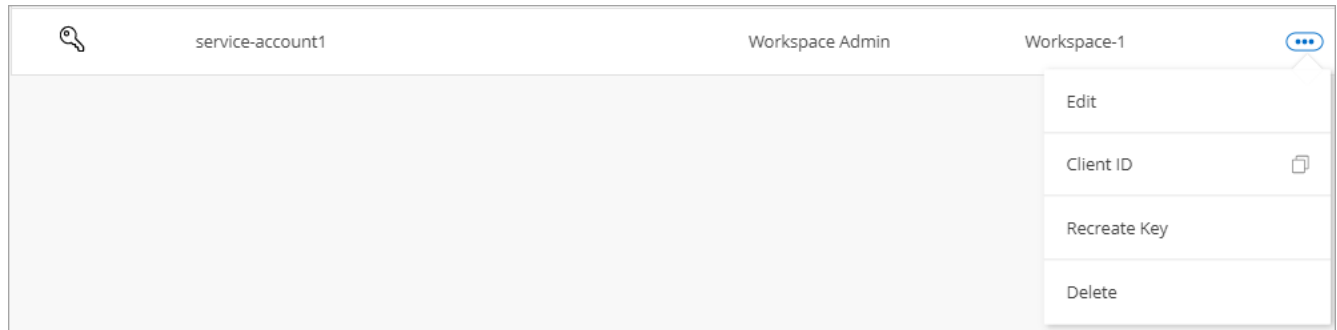 service-account1 Workspace Admin Workspace-1
Edit
Client ID
Recreate Key
Delete